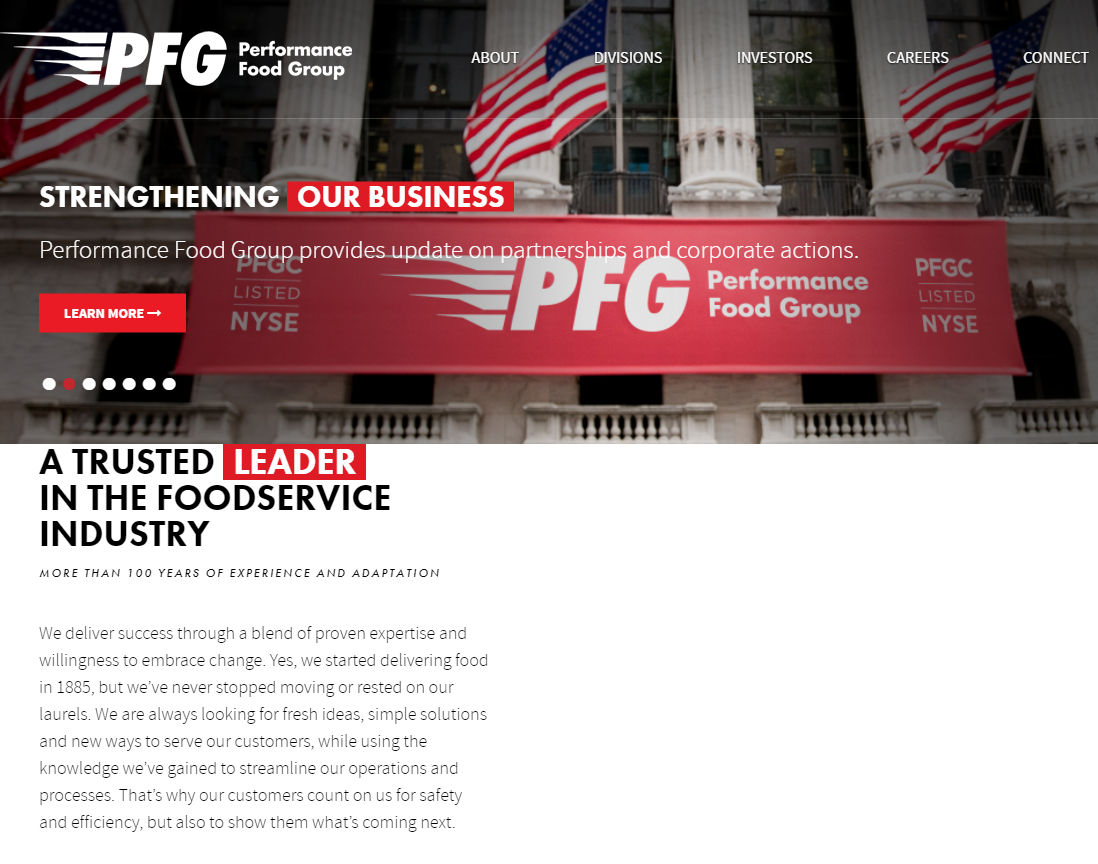 PFG Performance
Food Group
ABOUT DIVISIONS INVESTORS CAREERS CONNECT
STRENGTHENING OUR BUSINESS
Performance Food Group provides update on partnerships and corporate actions.
PFGC
LISTED
NYSE
PFG Performance
Food Group
PFGC
LISTED
NYSE
LEARN MORE
A TRUSTED LEADER
IN THE FOODSERVICE
INDUSTRY
MORE THAN 100 YEARS OF EXPERIENCE AND ADAPTATION
We deliver success through a blend of proven expertise and
willingness to embrace change. Yes, we started delivering food
in 1885, but we’ve never stopped moving or rested on our
laurels. We are always looking for fresh ideas, simple solutions
and new ways to serve our customers, while using the
knowledge we’ve gained to streamline our operations and
processes. That’s why our customers count on us for safety
and efficiency, but also to show them what’s coming next.